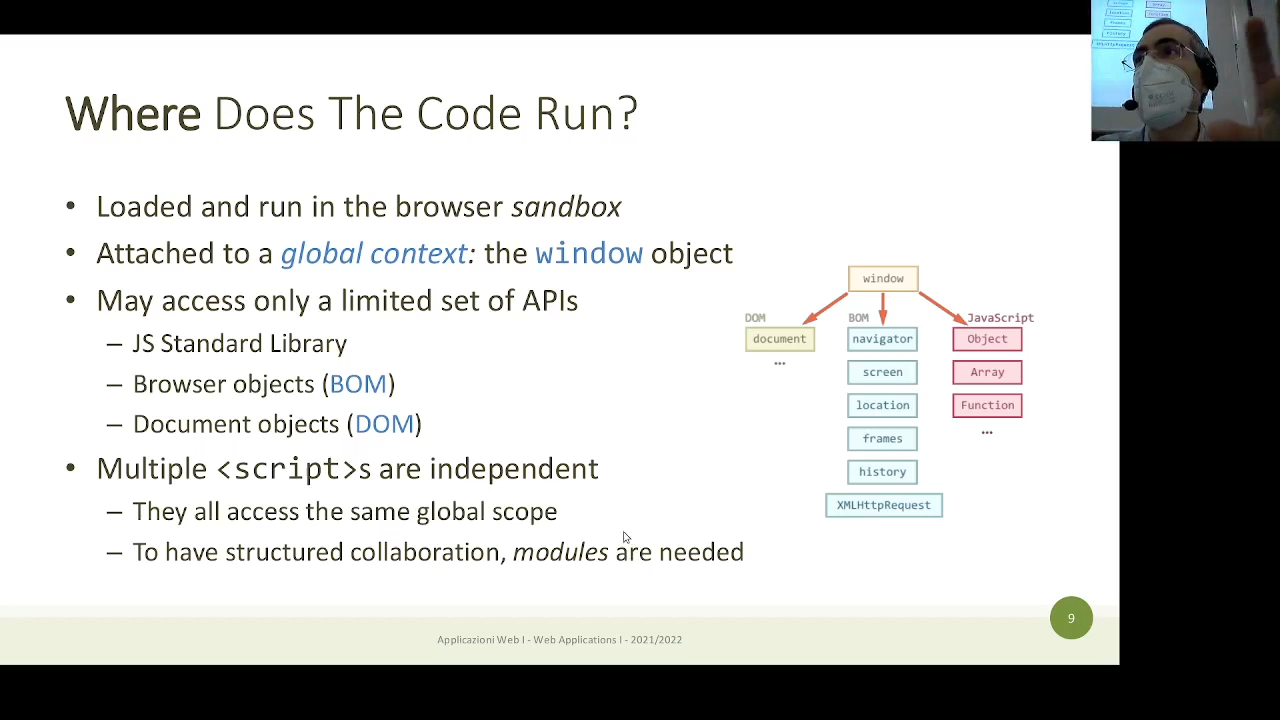 Where Does The Code Run?
• Loaded and run in the browser sandbox
• Attached to a global context: the window object
• May access only a limited set of APIs
– JS Standard Library
– Browser objects (BOM)
– Document objects (DOM)
• Multiple <script>s are independent
– They all access the same global scope
– To have structured collaboration, modules are needed
window
DOM
document
...
BOM
navigator
screen
location
frames
history
XMLHttpRequest
JavaScript
Object
Array
Function
...
Applicazioni Web I - Web Applications I - 2021/2022
9